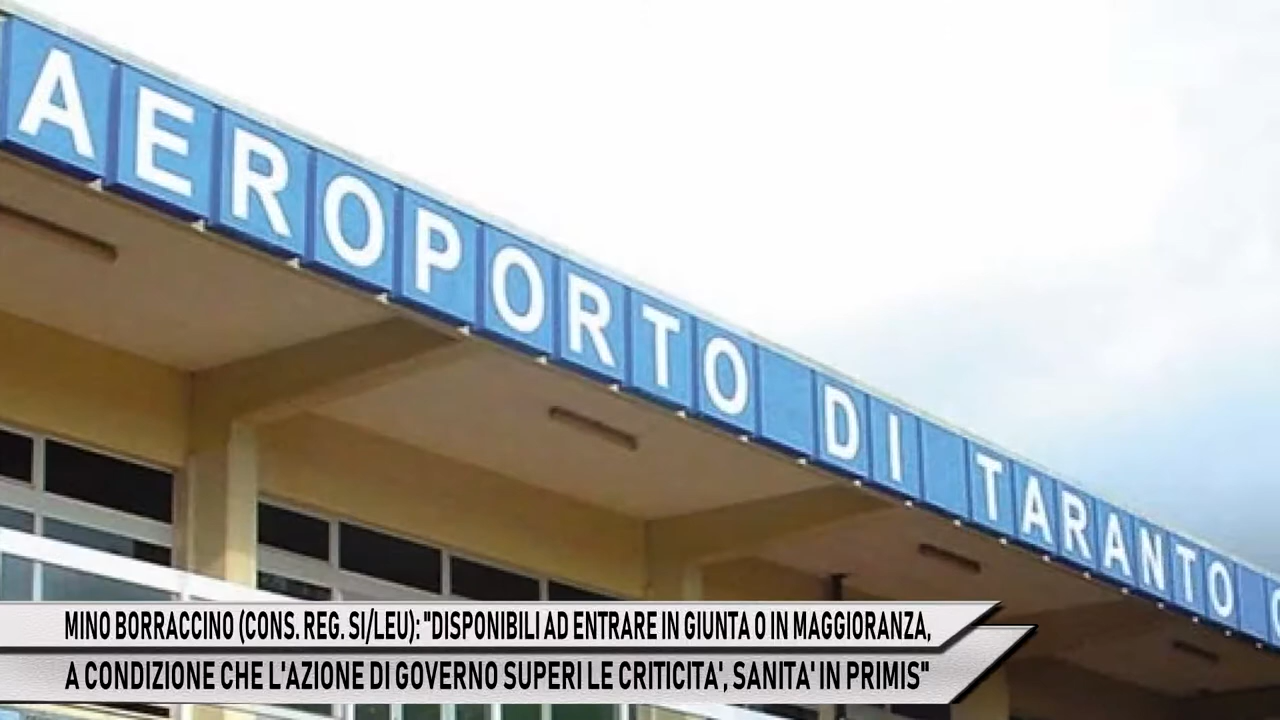 AEROPORTO DI TARANTO
MINO BORRACCINO (CONS. REG. SI/LEU): "DISPONIBILI AD ENTRARE IN GIUNTA O IN MAGGIORANZA,
A CONDIZIONE CHE L'AZIONE DI GOVERNO SUPERI LE CRITICITA', SANITA' IN PRIMIS"